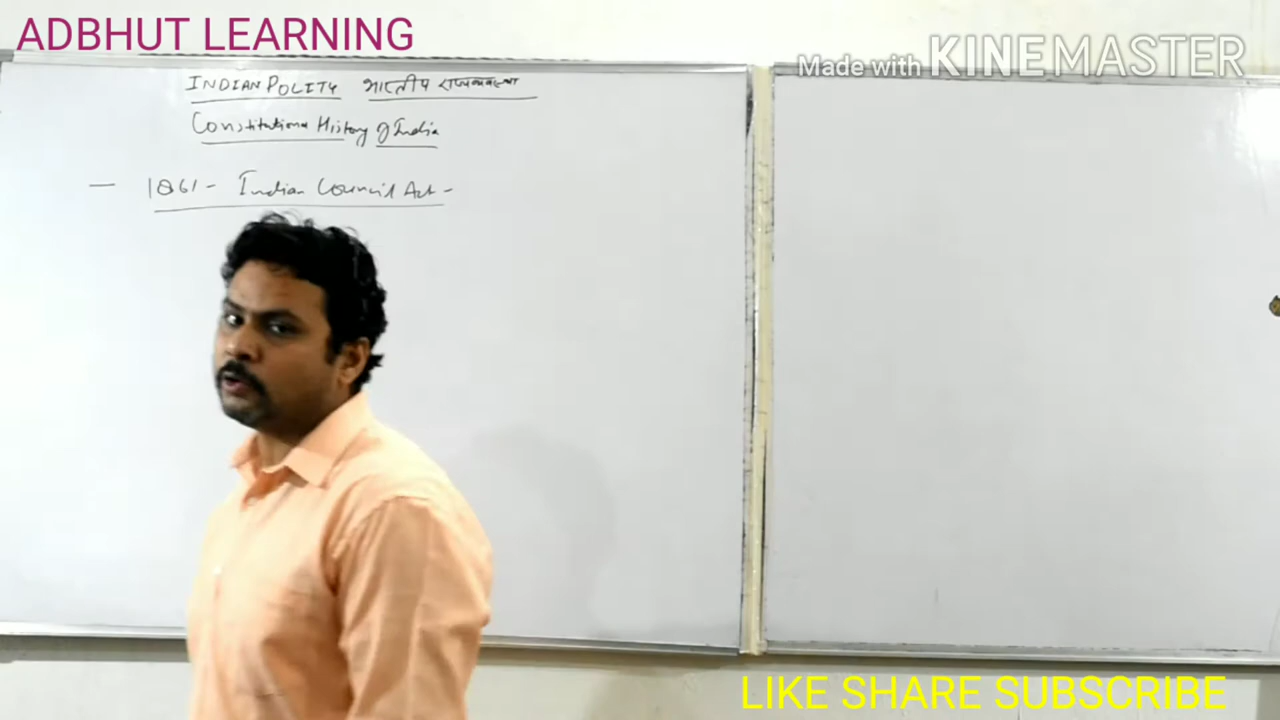 ADBHUT LEARNING
Made with KINEMASTER
INDIAN POLITY भारतीय राज्यव्यवस्था
Constitutional History of India
— 1861 - Indian Council Act -
LIKE SHARE SUBSCRIBE